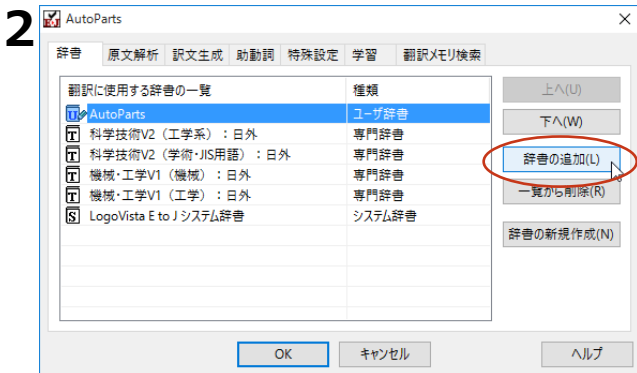 2
AutoParts
辞書 原文解析 訳文生成 助動詞 特殊設定 学習 翻訳メモリ検索
翻訳に使用する辞書の一覧 種類
AutoParts ユーザ辞書
科学技術V2（工学系）：日外 専門辞書
科学技術V2（学術・JIS用語）：日外 専門辞書
機械・工学V1（機械）：日外 専門辞書
機械・工学V1（工学）：日外 専門辞書
LogoVista E to J システム辞書 システム辞書
上へ(U)
下へ(W)
辞書の追加(L)
一覧から削除(R)
辞書の新規作成(N)
OK キャンセル ヘルプ